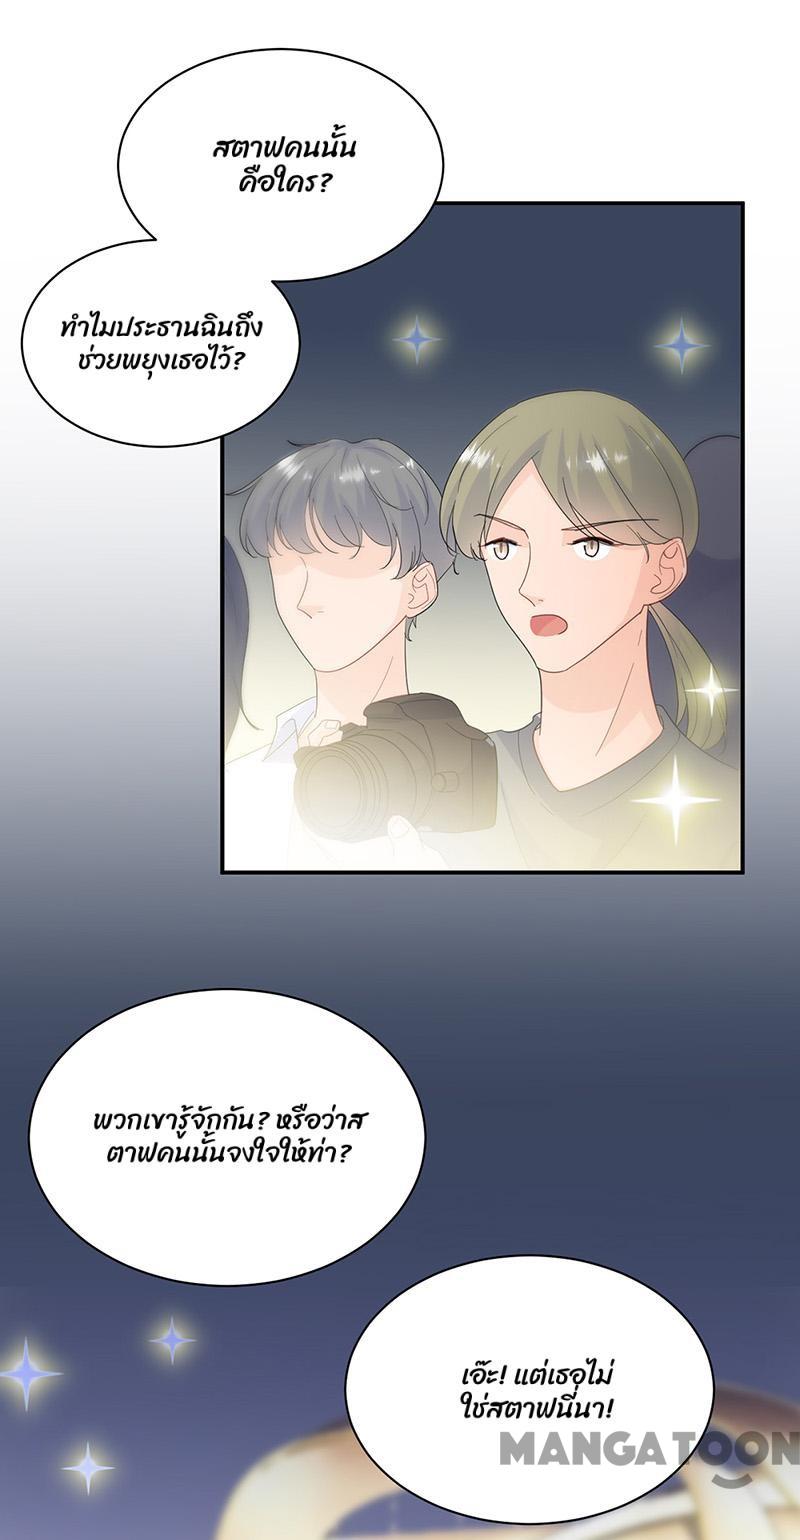 สตาฟคนนั้น
คือใคร?
ทำไมประธานฉินถึง
ช่วยพยุงเธอไว้?
พวกเขารู้จักกัน? หรือว่าส
ตาฟคนนั้นจงใจให้ท่า?
เอ๊ะ! แต่เธอไม่
ใช่สตาฟนี่นา!
MANGATOON